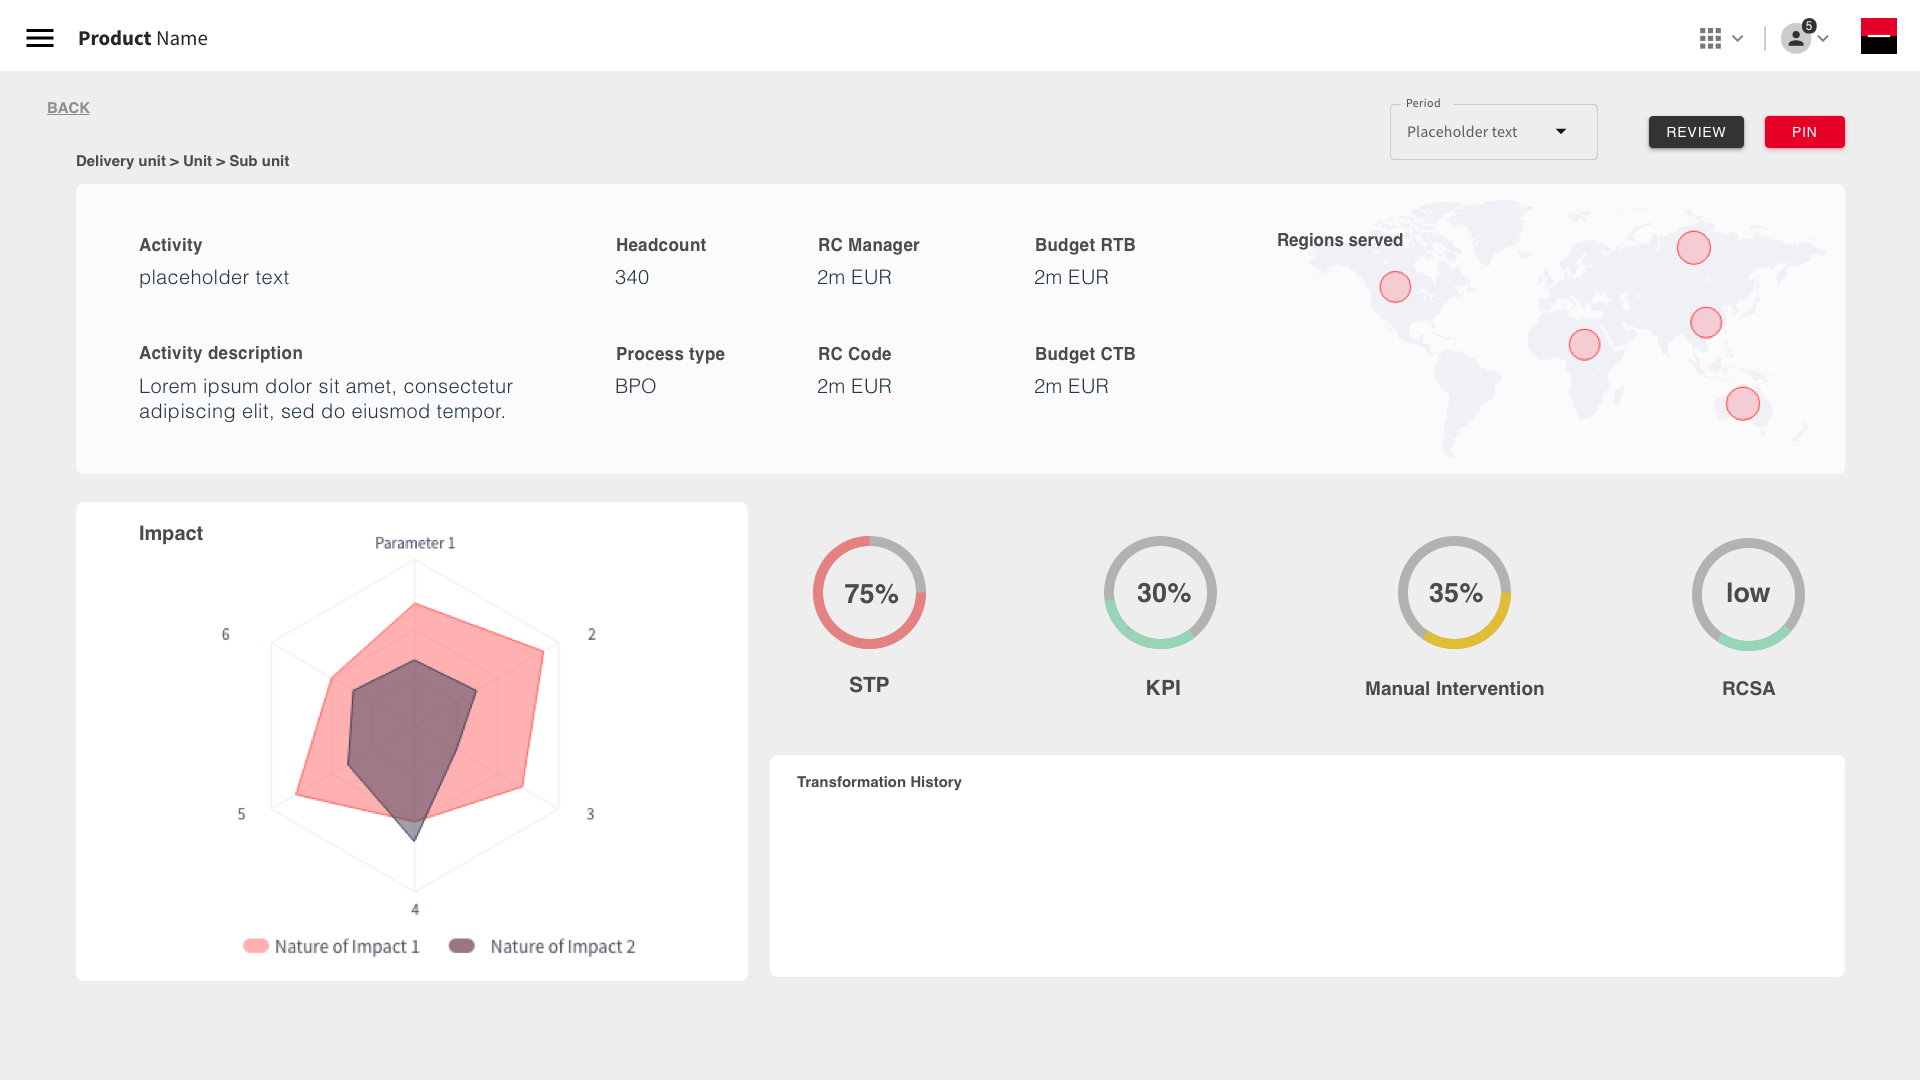 Product Name
5
BACK
Period
Placeholder text
REVIEW
PIN
Delivery unit > Unit > Sub unit
Activity
placeholder text
Headcount
340
RC Manager
2m EUR
Budget RTB
2m EUR
Regions served
Activity description
Lorem ipsum dolor sit amet, consectetur
adipiscing elit, sed do eiusmod tempor.
Process type
BPO
RC Code
2m EUR
Budget CTB
2m EUR
Impact
Parameter 1
2
3
4
5
6
Nature of Impact 1
Nature of Impact 2
75%
STP
30%
KPI
35%
Manual Intervention
low
RCSA
Transformation History